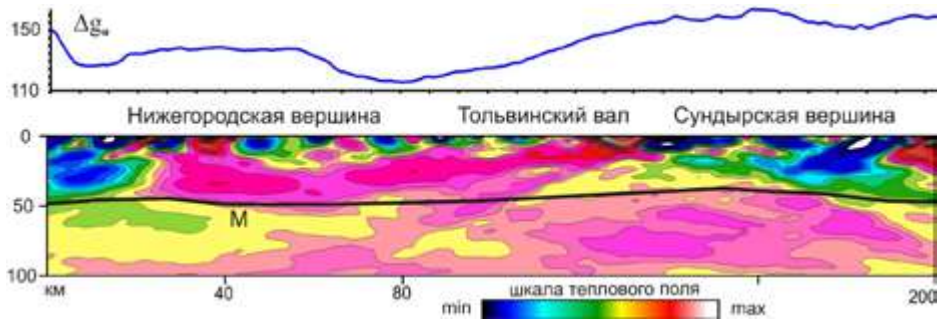 150
Δgₐ
110
Нижегородская вершина Тольвинский вал Сундырская вершина
0
50
М
100
км 40 80 200
шкала теплового поля
min max